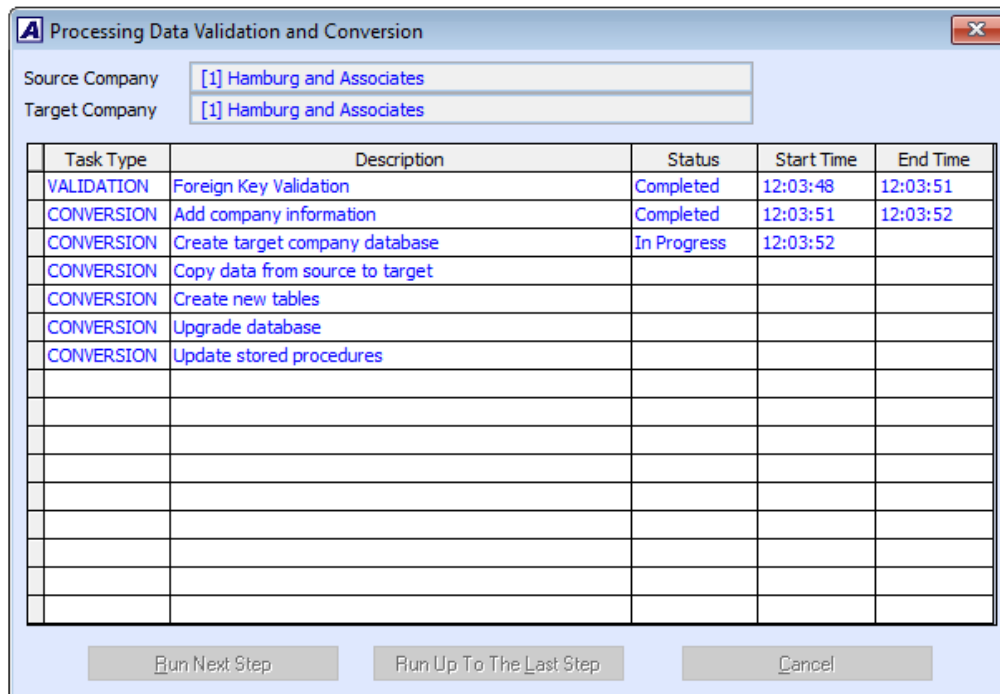 A Processing Data Validation and Conversion
Source Company [1] Hamburg and Associates
Target Company [1] Hamburg and Associates
Task Type Description Status Start Time End Time
VALIDATION Foreign Key Validation Completed 12:03:48 12:03:51
CONVERSION Add company information Completed 12:03:51 12:03:52
CONVERSION Create target company database In Progress 12:03:52
CONVERSION Copy data from source to target
CONVERSION Create new tables
CONVERSION Upgrade database
CONVERSION Update stored procedures
Run Next Step Run Up To The Last Step Cancel